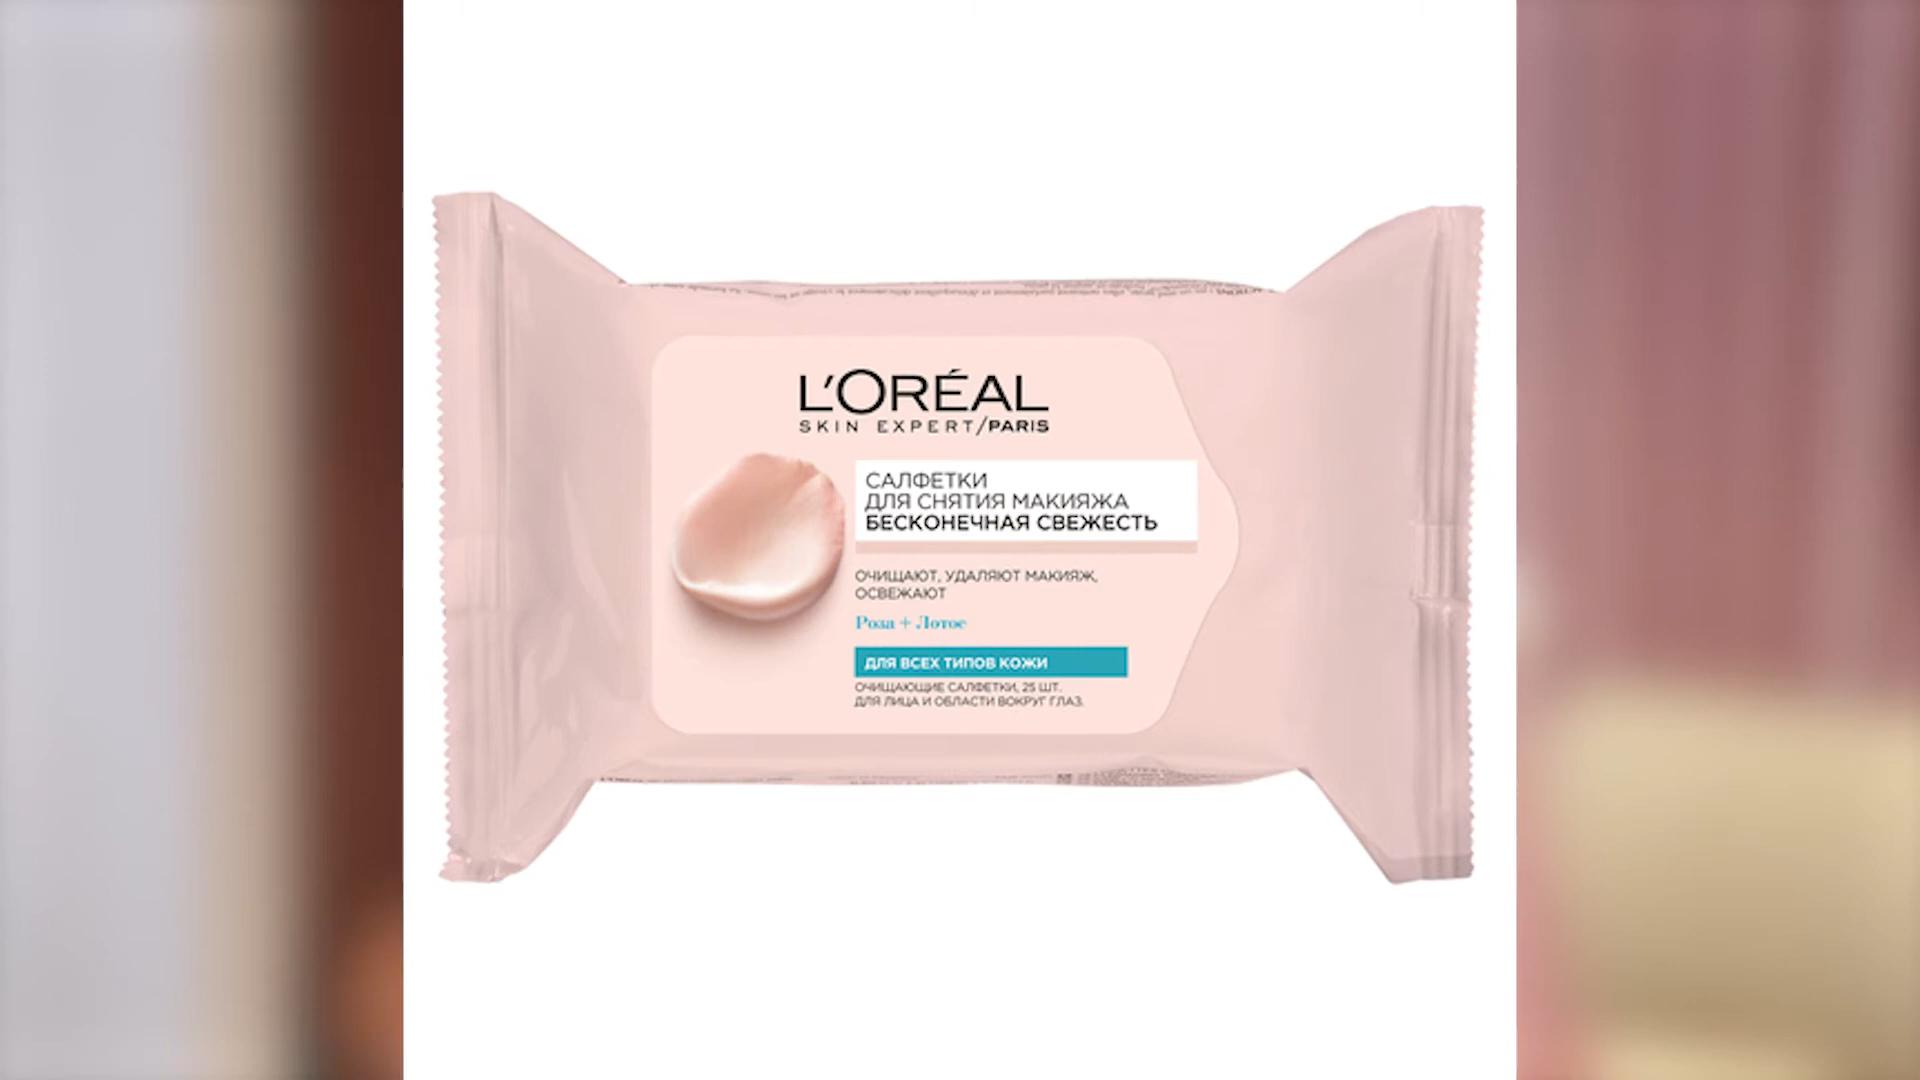 L'ORÉAL
SKIN EXPERT/PARIS
САЛФЕТКИ
ДЛЯ СНЯТИЯ МАКИЯЖА
БЕСКОНЕЧНАЯ СВЕЖЕСТЬ
ОЧИЩАЮТ, УДАЛЯЮТ МАКИЯЖ,
ОСВЕЖАЮТ
Роза + Лотос
ДЛЯ ВСЕХ ТИПОВ КОЖИ
ОЧИЩАЮЩИЕ САЛФЕТКИ, 25 ШТ.
ДЛЯ ЛИЦА И ОБЛАСТИ ВОКРУГ ГЛАЗ.